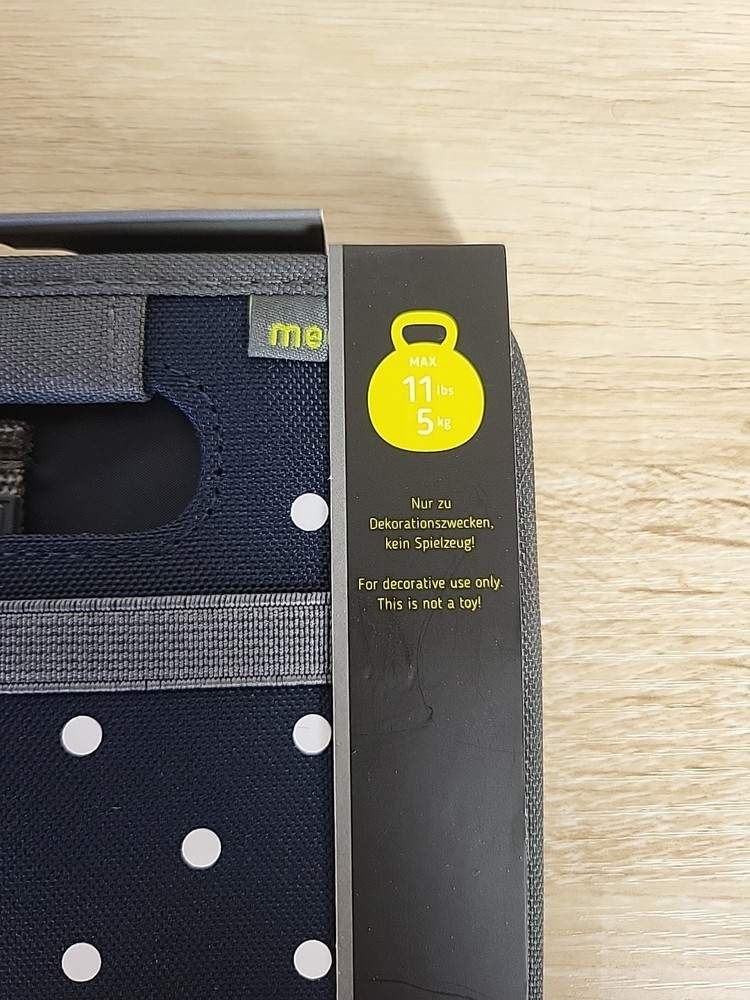 MAX.
11 lbs
5 kg
Nur zu
Dekorationszwecken,
kein Spielzeug!
For decorative use only.
This is not a toy!